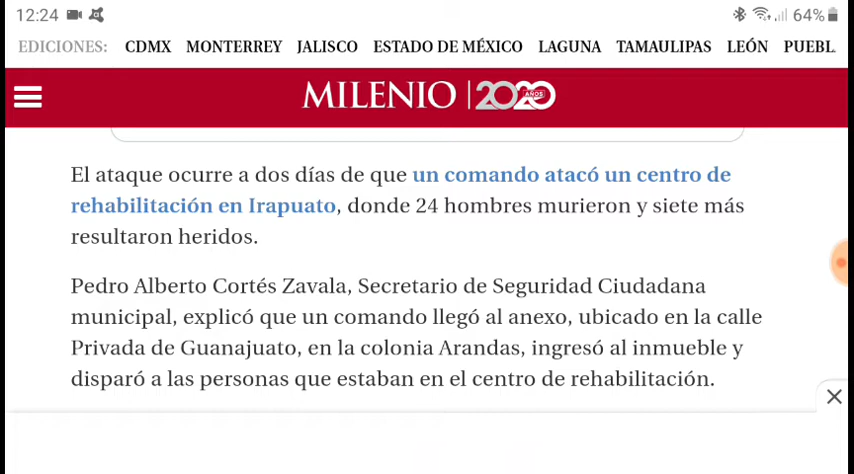 12:24 64%
EDICIONES: CDMX MONTERREY JALISCO ESTADO DE MÉXICO LAGUNA TAMAULIPAS LEÓN PUEBL
MILENIO | 2020 AÑOS
El ataque ocurre a dos días de que un comando atacó un centro de
rehabilitación en Irapuato, donde 24 hombres murieron y siete más
resultaron heridos.
Pedro Alberto Cortés Zavala, Secretario de Seguridad Ciudadana
municipal, explicó que un comando llegó al anexo, ubicado en la calle
Privada de Guanajuato, en la colonia Arandas, ingresó al inmueble y
disparó a las personas que estaban en el centro de rehabilitación.